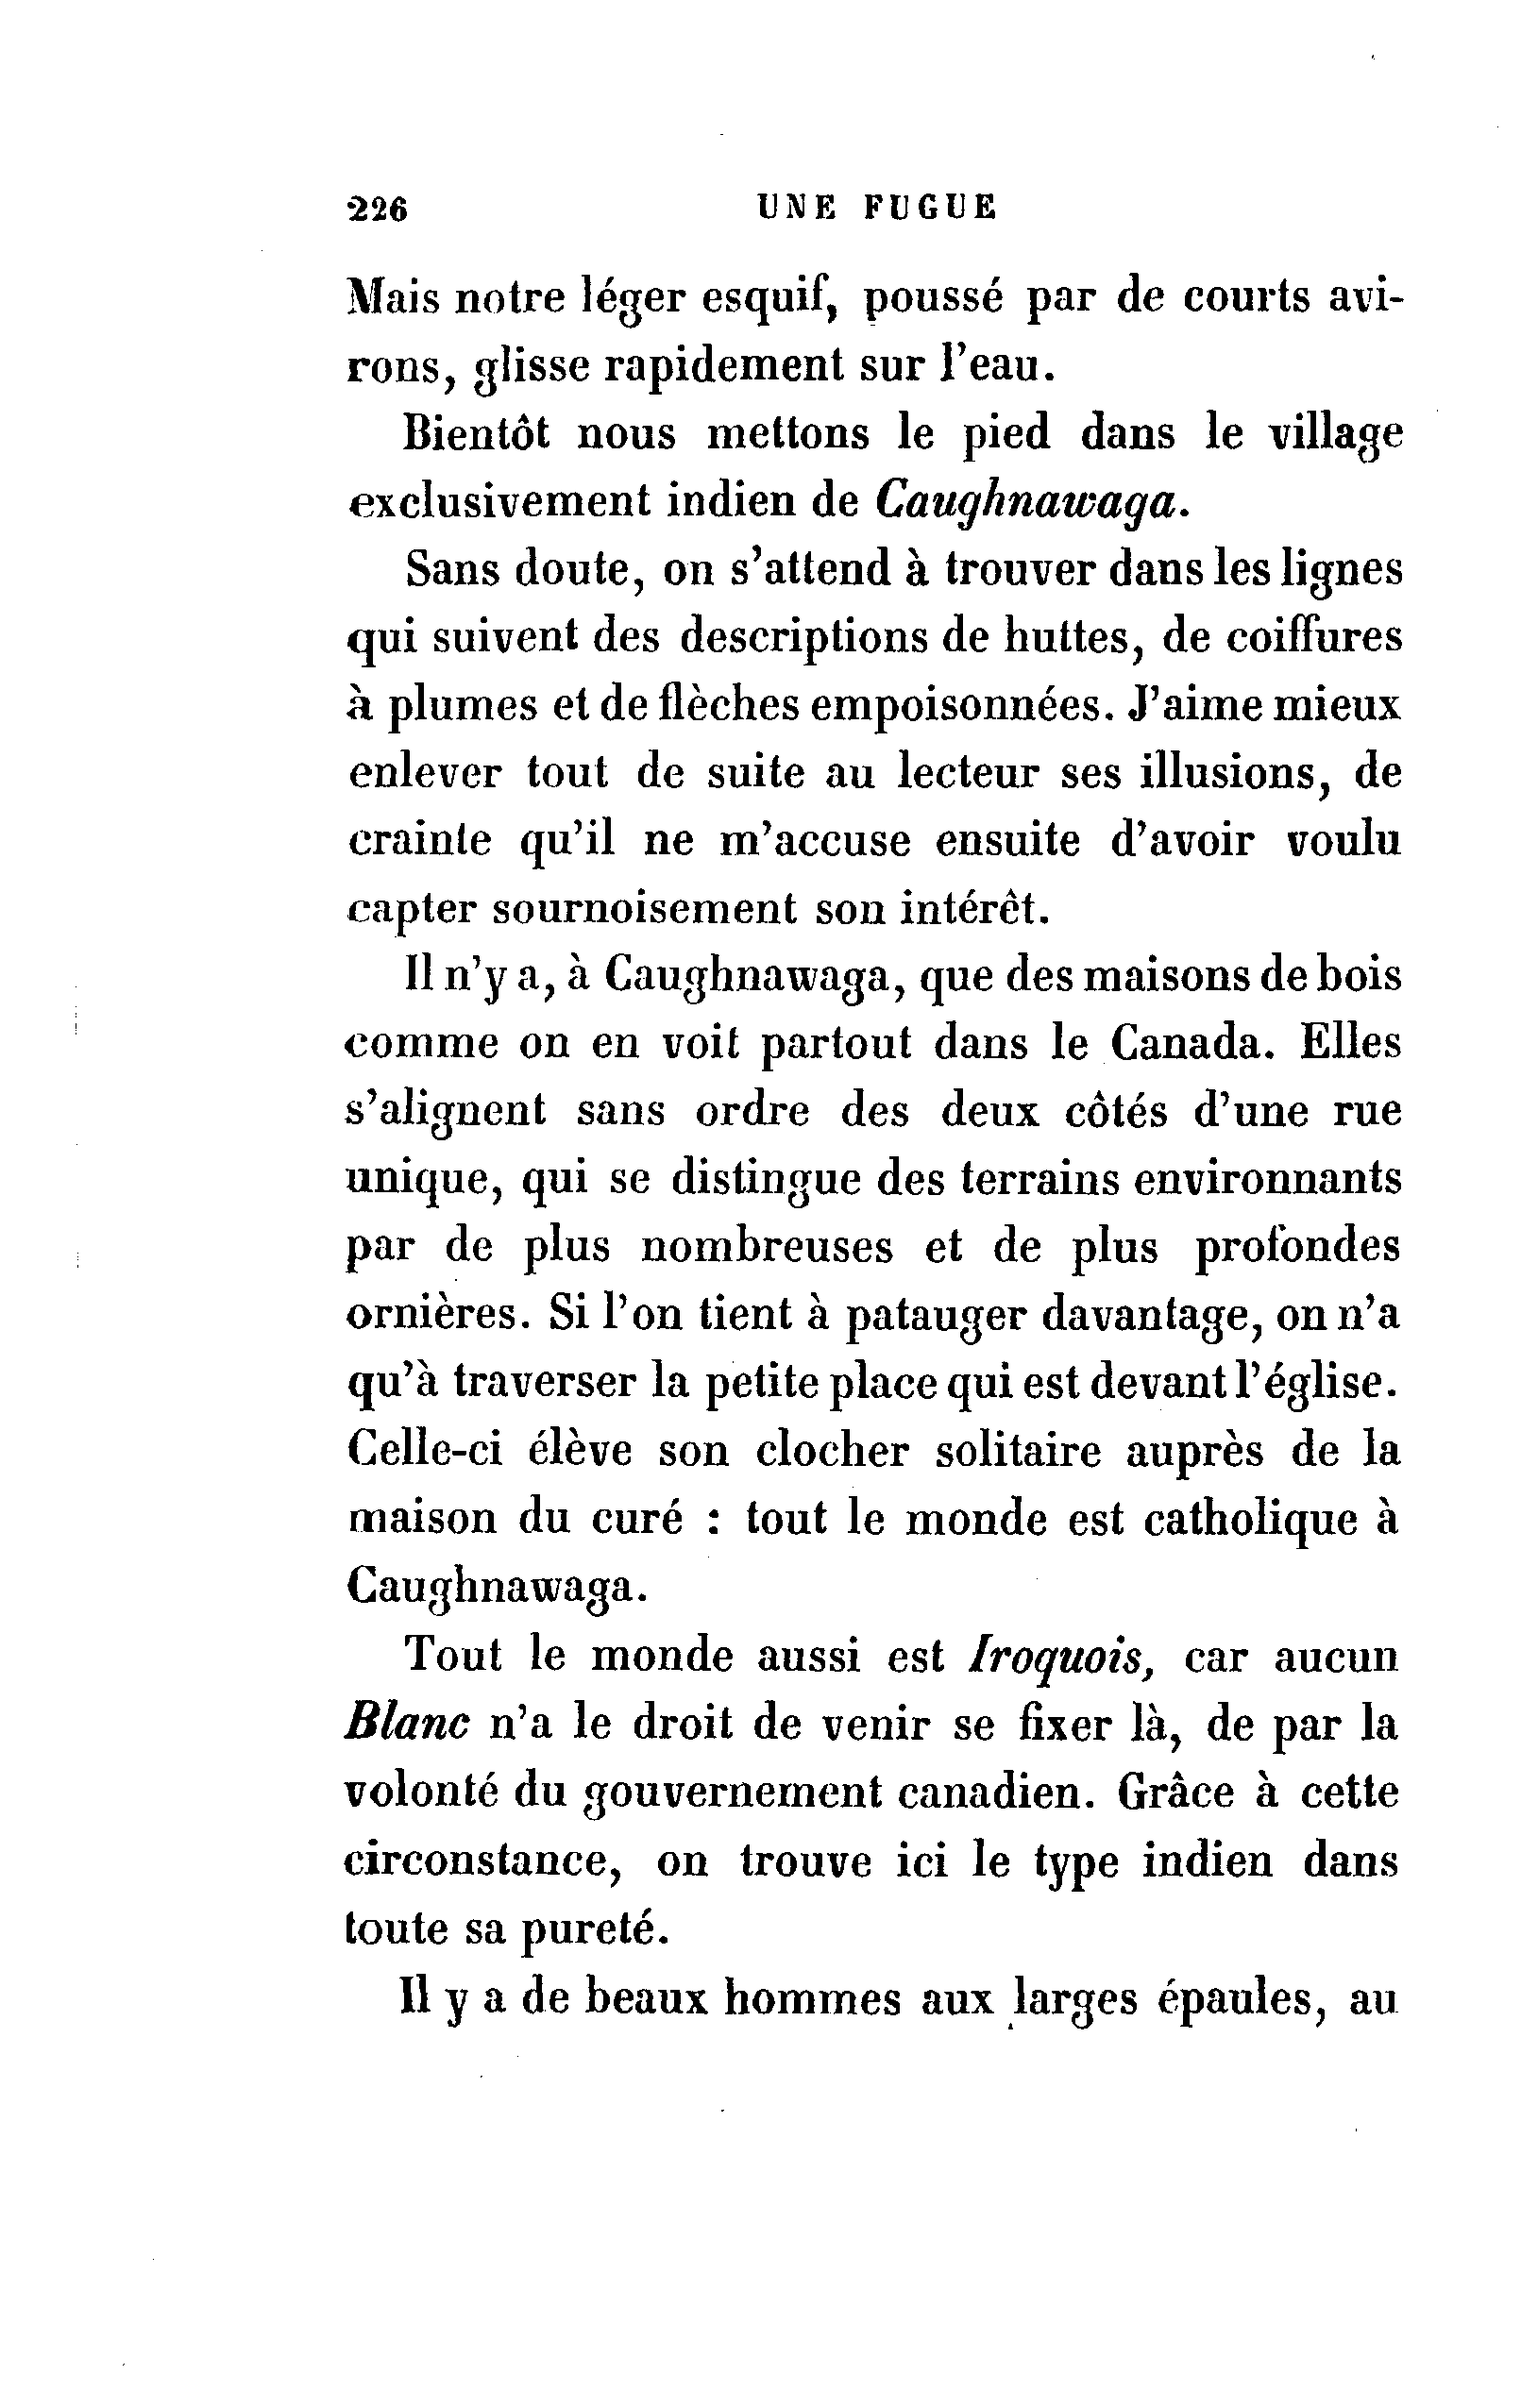 226 UNE FUGUE
Mais notre léger esquif, poussé par de courts avi-
rons, glisse rapidement sur l'eau.
Bientôt nous mettons le pied dans le village
exclusivement indien de Caughnawaga.
Sans doute, on s'attend à trouver dans les lignes
qui suivent des descriptions de huttes, de coiffures
à plumes et de flèches empoisonnées. J'aime mieux
enlever tout de suite au lecteur ses illusions, de
crainte qu'il ne m'accuse ensuite d'avoir voulu
capter sournoisement son intérêt.
Il n'y a, à Caughnawaga, que des maisons de bois
comme on en voit partout dans le Canada. Elles
s'alignent sans ordre des deux côtés d'une rue
unique, qui se distingue des terrains environnants
par de plus nombreuses et de plus profondes
ornières. Si l'on tient à patauger davantage, on n'a
qu'à traverser la petite place qui est devant l'église.
Celle-ci élève son clocher solitaire auprès de la
maison du curé : tout le monde est catholique à
Caughnawaga.
Tout le monde aussi est Iroquois, car aucun
Blanc n'a le droit de venir se fixer là, de par la
volonté du gouvernement canadien. Grâce à cette
circonstance, on trouve ici le type indien dans
toute sa pureté.
Il y a de beaux hommes aux larges épaules, au